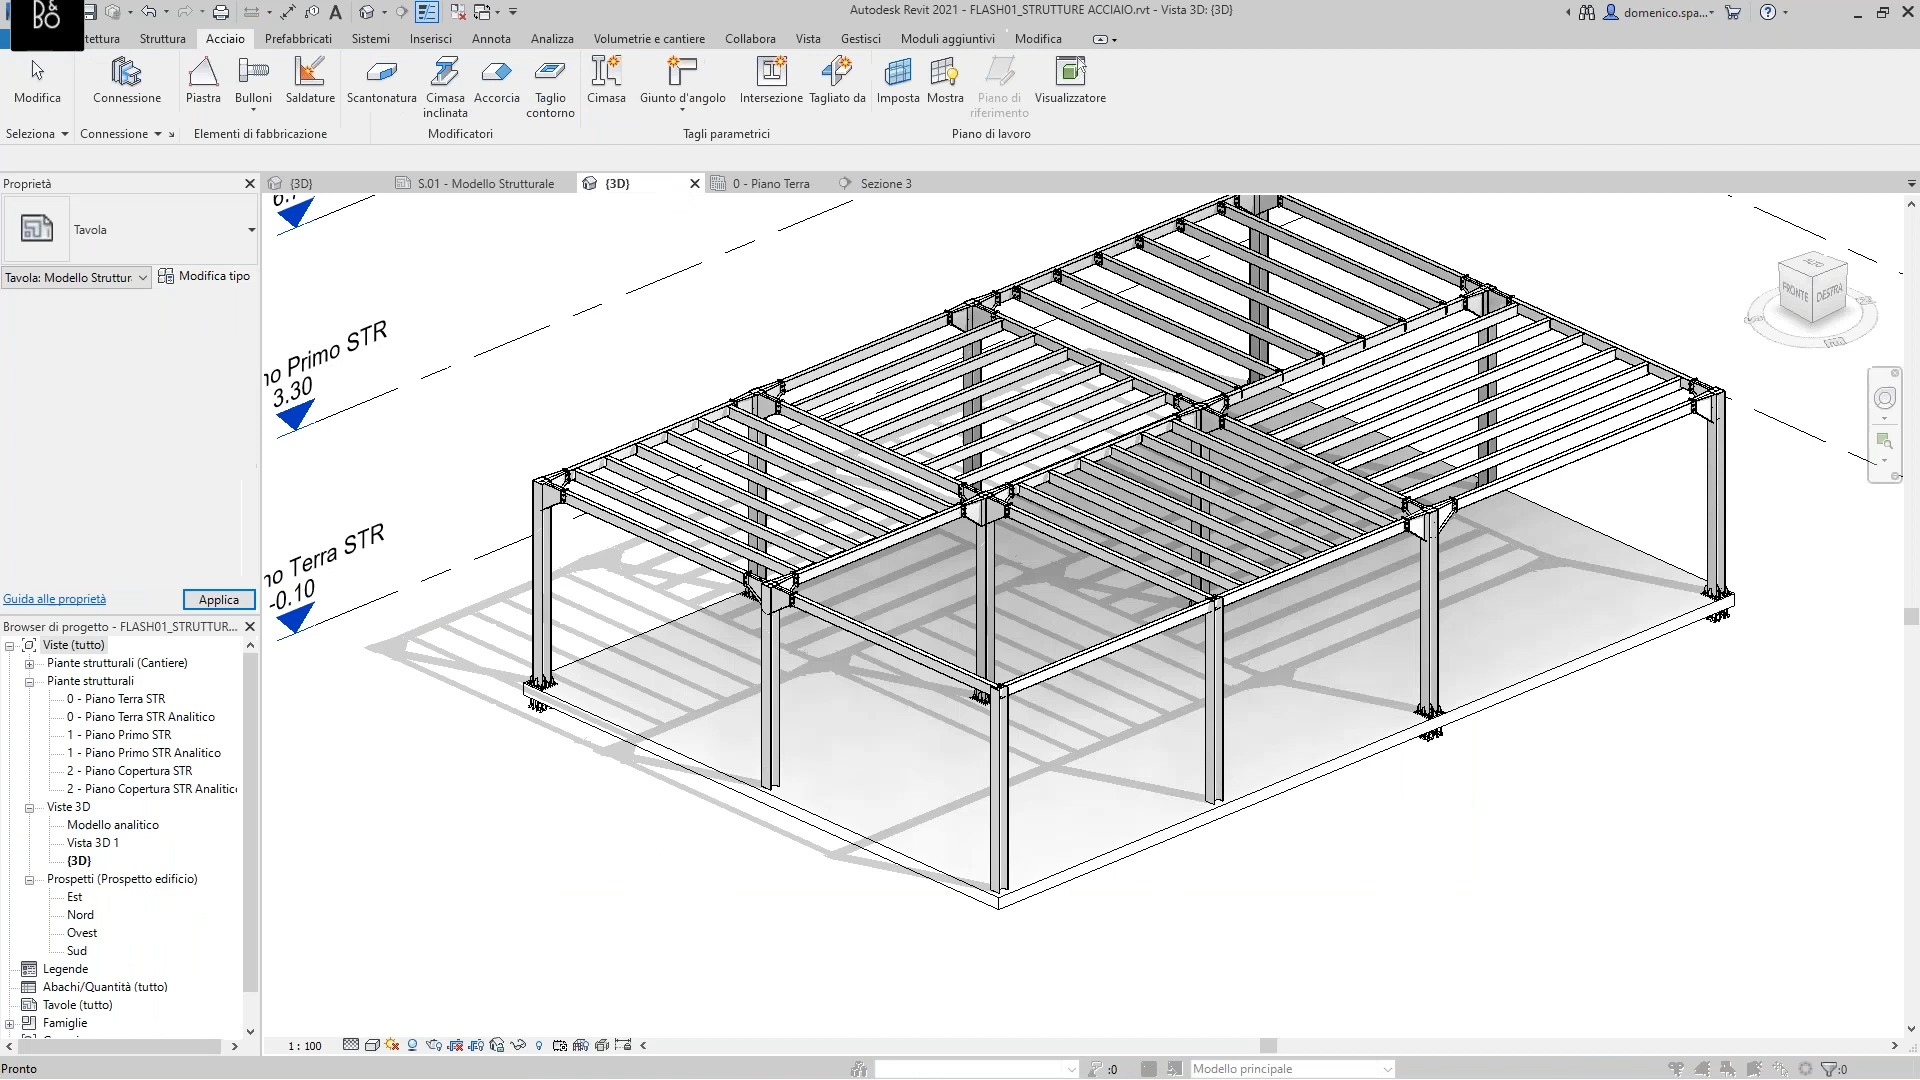 B&BO
Autodesk Revit 2021 - FLASH01_STRUTTURE ACCIAIO.rvt - Vista 3D: {3D}
domenico.spa...
tettura Struttura Acciaio Prefabbricati Sistemi Inserisci Annota Analizza Volumetrie e cantiere Collabora Vista Gestisci Moduli aggiuntivi Modifica
Modifica Connessione Piastra Bulloni Saldature Scantonatura Cimasa inclinata Accorcia Taglio contorno Cimasa Giunto d'angolo Intersezione Tagliato da Imposta Mostra Piano di riferimento Visualizzatore
Seleziona Connessione Elementi di fabbricazione Modificatori Tagli parametrici Piano di lavoro
Proprietà
{3D} S.01 - Modello Strutturale {3D} 0 - Piano Terra Sezione 3
Tavola
Tavola: Modello Struttur Modifica tipo
no Primo STR
3.30
no Terra STR
-0.10
ALTO
FRONTE DESTRA
Guida alle proprietà Applica
Browser di progetto - FLASH01_STRUTTUR...
Viste (tutto)
Piante strutturali (Cantiere)
Piante strutturali
0 - Piano Terra STR
0 - Piano Terra STR Analitico
1 - Piano Primo STR
1 - Piano Primo STR Analitico
2 - Piano Copertura STR
2 - Piano Copertura STR Analitico
Viste 3D
Modello analitico
Vista 3D 1
{3D}
Prospetti (Prospetto edificio)
Est
Nord
Ovest
Sud
Legende
Abachi/Quantità (tutto)
Tavole (tutto)
Famiglie
1 : 100
Pronto
:0
Modello principale
:0